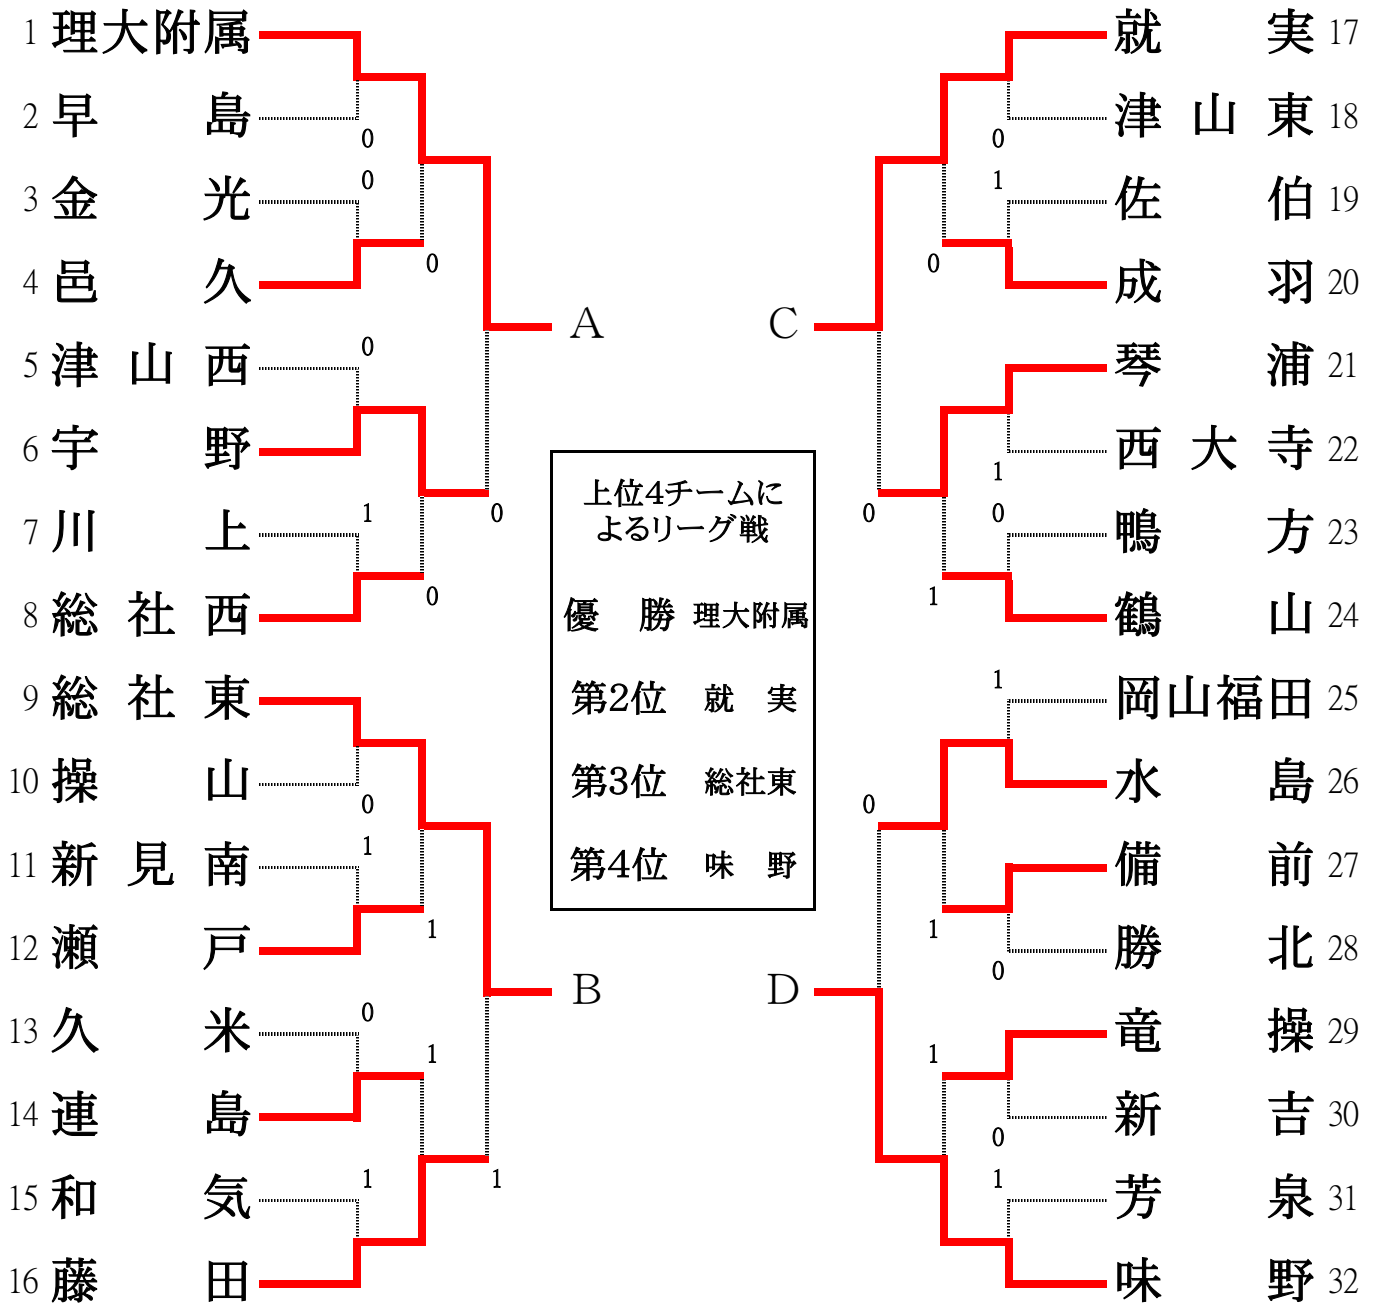 1 理大附属
2 早島
0
3 金光
0
4 邑久
0
5 津山西
0
6 宇野
7 川上
1
0
8 総社西
0
9 総社東
10 操山
0
11 新見南
1
12 瀬戸
1
13 久米
0
14 連島
1
15 和気
1
1
16 藤田
A
B
上位4チームに
よるリーグ戦
優勝 理大附属
第2位 就実
第3位 総社東
第4位 味野
C
D
就実 17
津山東 18
0
佐伯 19
1
成羽 20
0
琴浦 21
西大寺 22
1
鴨方 23
0
0
鶴山 24
1
岡山福田 25
1
水島 26
0
備前 27
勝北 28
1
0
竜操 29
1
新吉 30
0
芳泉 31
1
味野 32